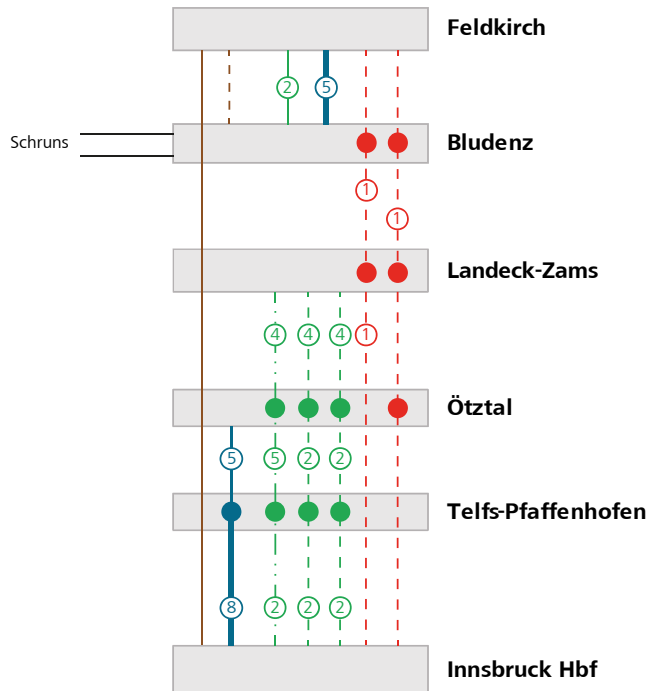 Feldkirch
2 5
Schruns
Bludenz
1
1
Landeck-Zams
4 4 4 1
Ötztal
5 5 2 2
Telfs-Pfaffenhofen
8 2 2 2
Innsbruck Hbf